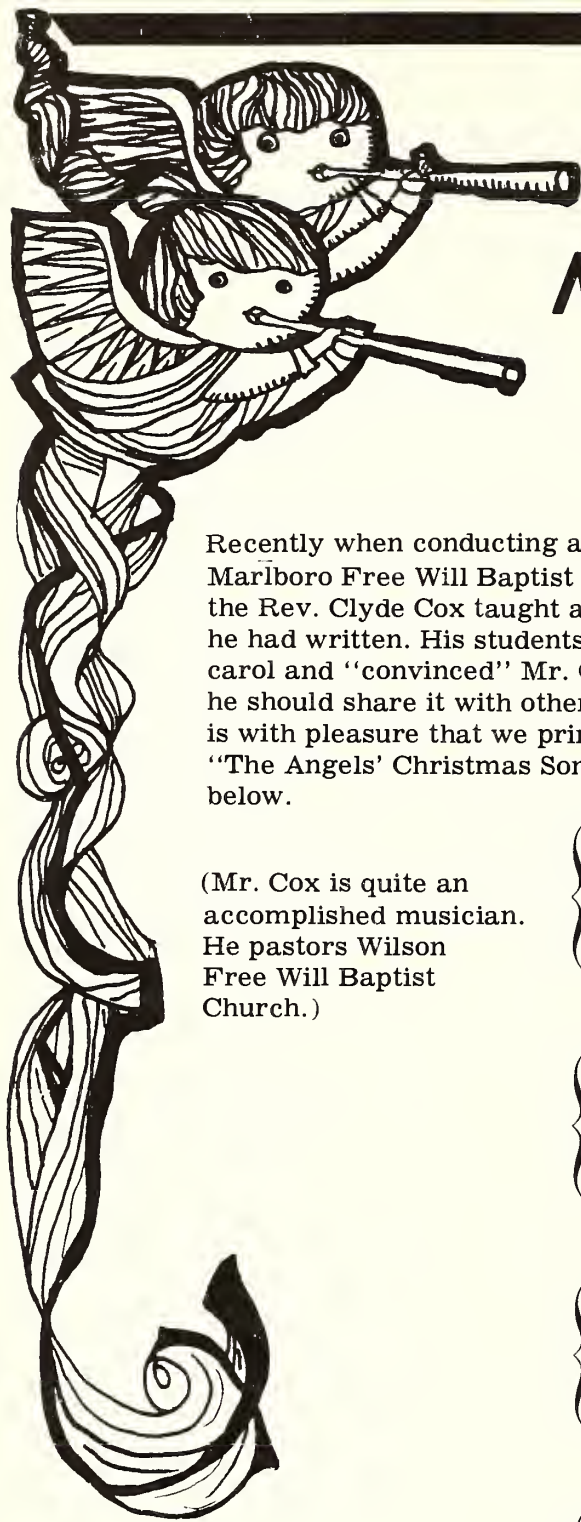 Recently when conducting a
Marlboro Free Will Baptist
the Rev. Clyde Cox taught a
he had written. His students
carol and “convinced” Mr.
he should share it with other
is with pleasure that we prin
“The Angels’ Christmas Son
below.
(Mr. Cox is quite an
accomplished musician.
He pastors Wilson
Free Will Baptist
Church.)